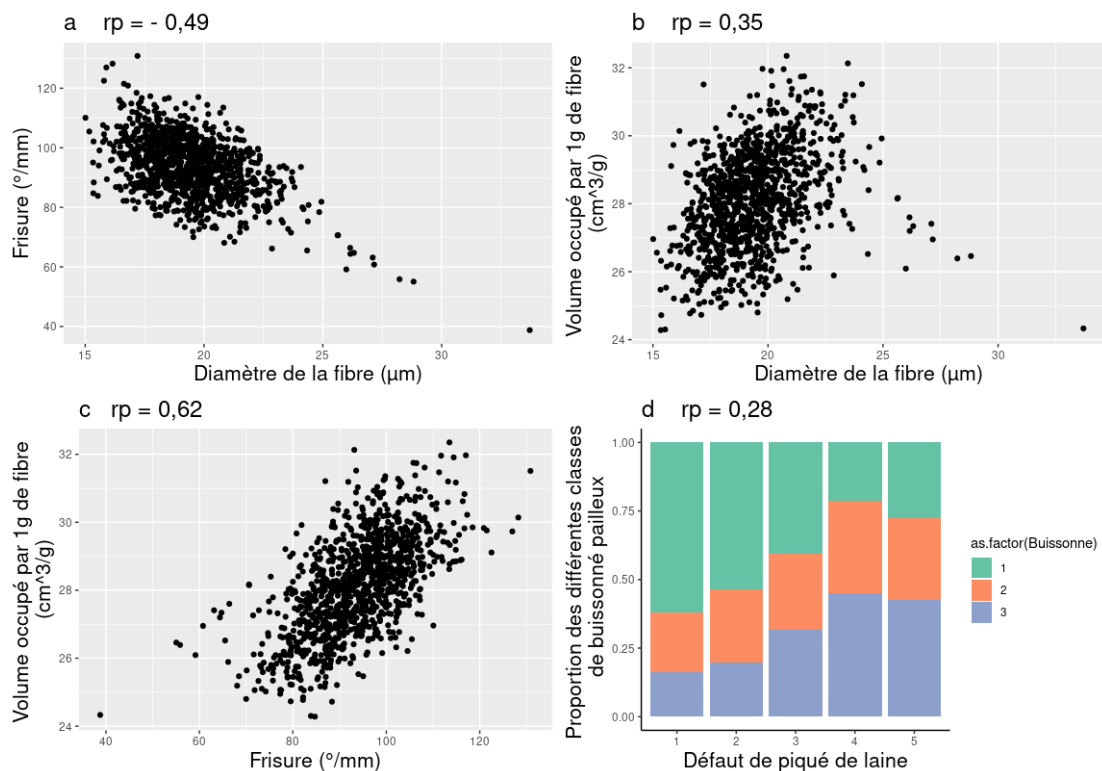 a rp = - 0,49
120
100
80
60
40
Frisure (°/mm)
15 20 25 30
Diamètre de la fibre (µm)
b rp = 0,35
32
30
28
26
24
Volume occupé par 1g de fibre
(cm^3/g)
15 20 25 30
Diamètre de la fibre (µm)
c rp = 0,62
32
30
28
26
24
Volume occupé par 1g de fibre
(cm^3/g)
40 60 80 100 120
Frisure (°/mm)
d rp = 0,28
1.00
0.75
0.50
0.25
0.00
Proportion des différentes classes
de buissonné pailleux
1 2 3 4 5
Défaut de piqué de laine
as.factor(Buissonne)
1
2
3